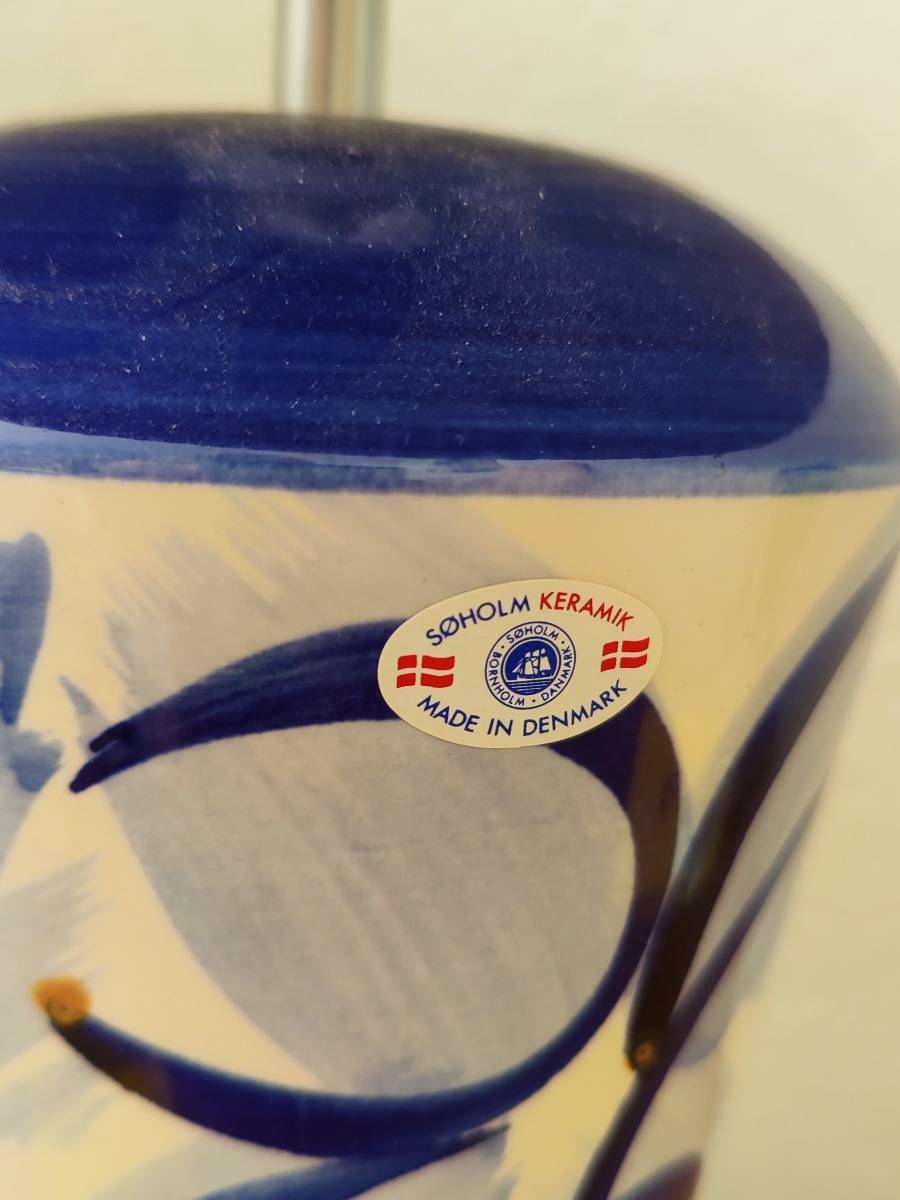 SØHOLM KERAMIK
· SØHOLM ·
BORNHOLM · DANMARK
MADE IN DENMARK